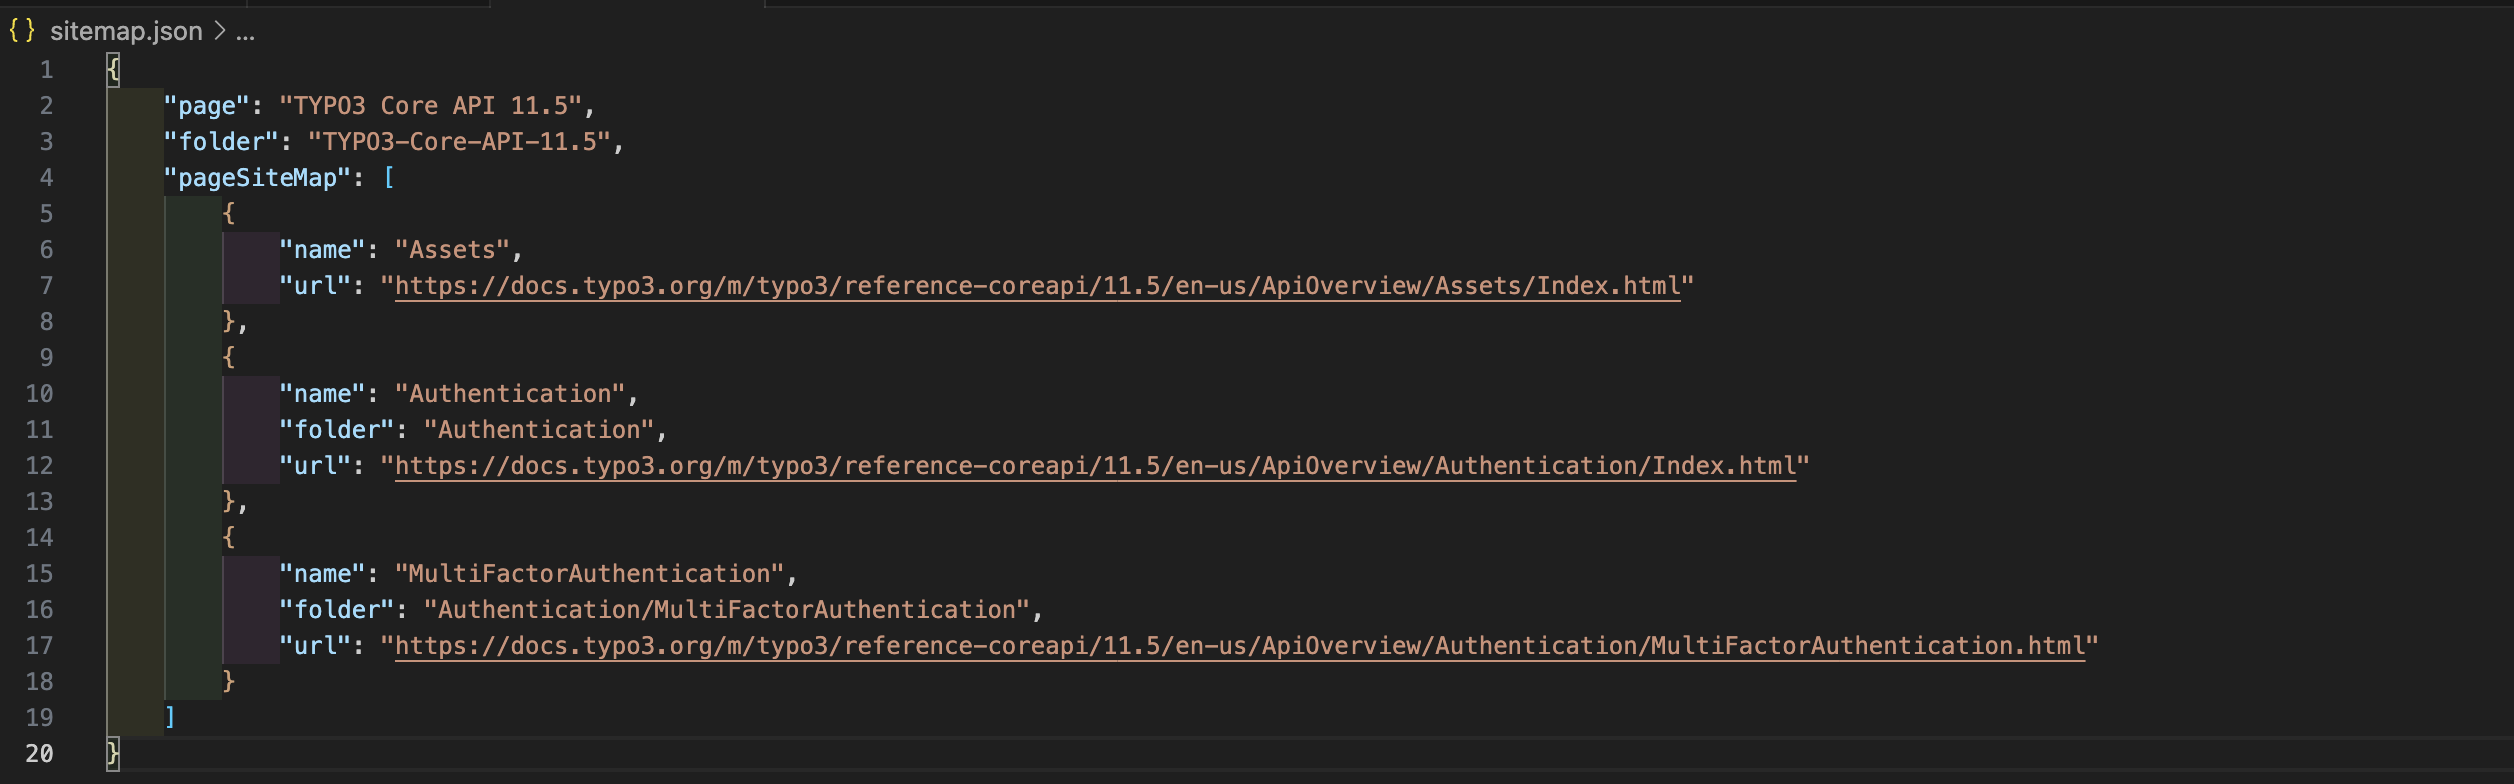 {} sitemap.json > ...
1 {
2 "page": "TYPO3 Core API 11.5",
3 "folder": "TYPO3-Core-API-11.5",
4 "pageSiteMap": [
5 {
6 "name": "Assets",
7 "url": "https://docs.typo3.org/m/typo3/reference-coreapi/11.5/en-us/ApiOverview/Assets/Index.html"
8 },
9 {
10 "name": "Authentication",
11 "folder": "Authentication",
12 "url": "https://docs.typo3.org/m/typo3/reference-coreapi/11.5/en-us/ApiOverview/Authentication/Index.html"
13 },
14 {
15 "name": "MultiFactorAuthentication",
16 "folder": "Authentication/MultiFactorAuthentication",
17 "url": "https://docs.typo3.org/m/typo3/reference-coreapi/11.5/en-us/ApiOverview/Authentication/MultiFactorAuthentication.html"
18 }
19 ]
20 }